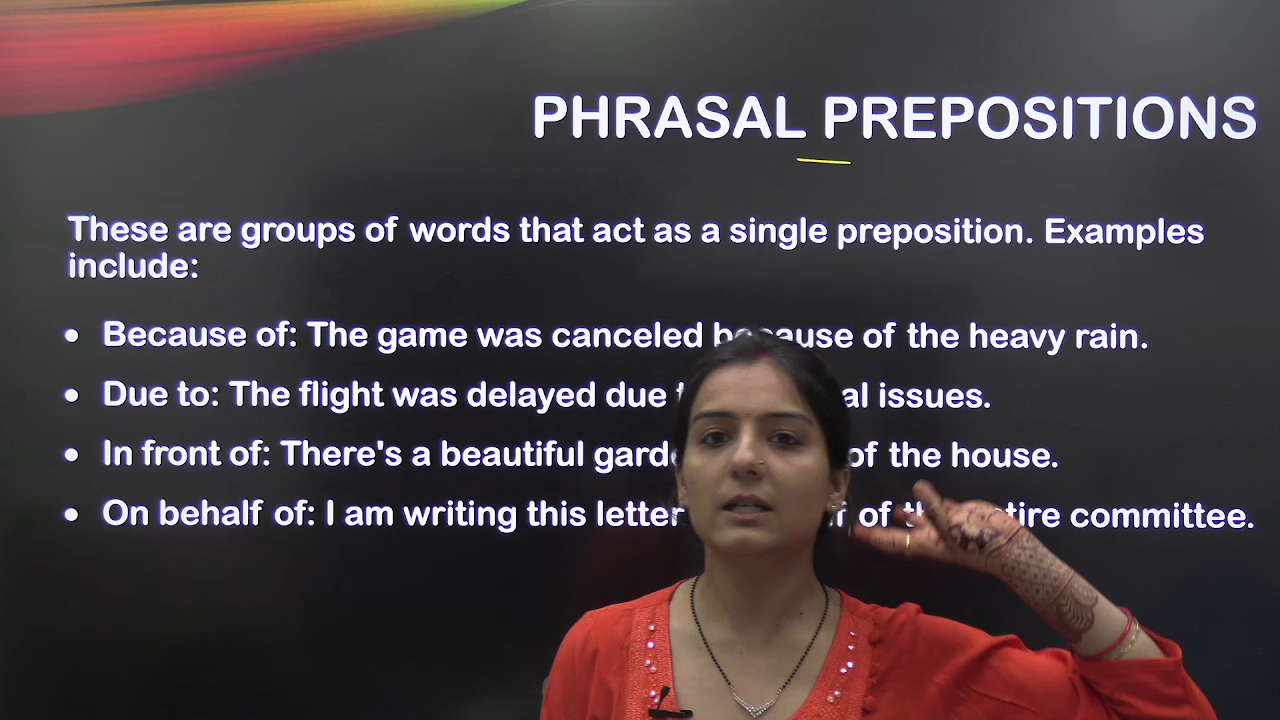 PHRASAL PREPOSITIONS
These are groups of words that act as a single preposition. Examples
include:
• Because of: The game was canceled because of the heavy rain.
• Due to: The flight was delayed due issues.
• In front of: There's a beautiful of the house.
• On behalf of: I am writing this letter of committee.